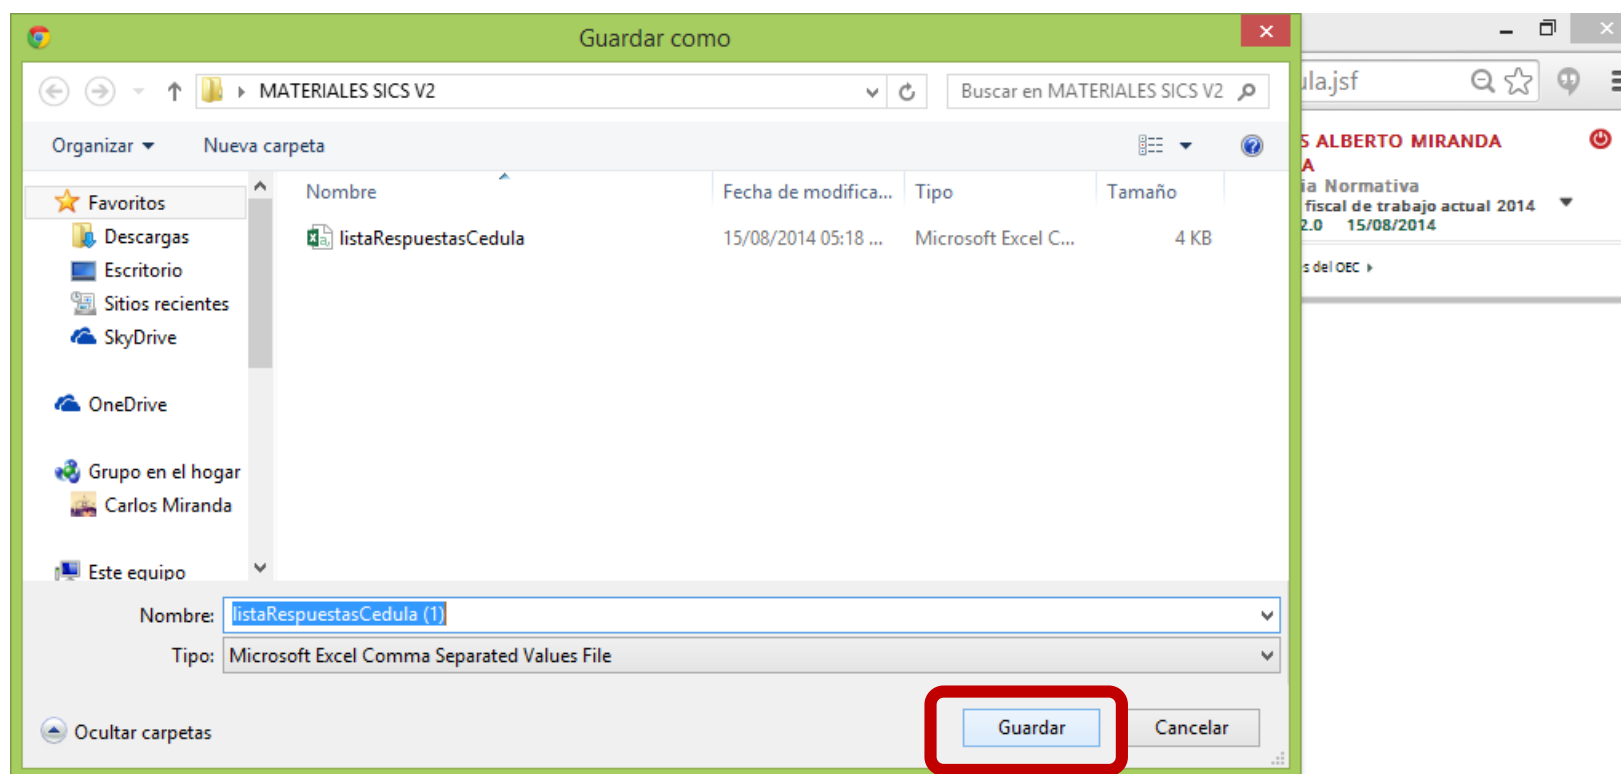 Guardar como
MATERIALES SICS V2
Buscar en MATERIALES SICS V2
ula.jsf
Organizar
Nueva carpeta
S ALBERTO MIRANDA
A
ia Normativa
fiscal de trabajo actual 2014
2.0 15/08/2014
s del OEC
Favoritos
Descargas
Escritorio
Sitios recientes
SkyDrive
OneDrive
Grupo en el hogar
Carlos Miranda
Este equipo
Nombre Fecha de modifica... Tipo Tamaño
listaRespuestasCedula 15/08/2014 05:18 ... Microsoft Excel C... 4 KB
Nombre: listaRespuestasCedula (1)
Tipo: Microsoft Excel Comma Separated Values File
Ocultar carpetas
Guardar
Cancelar